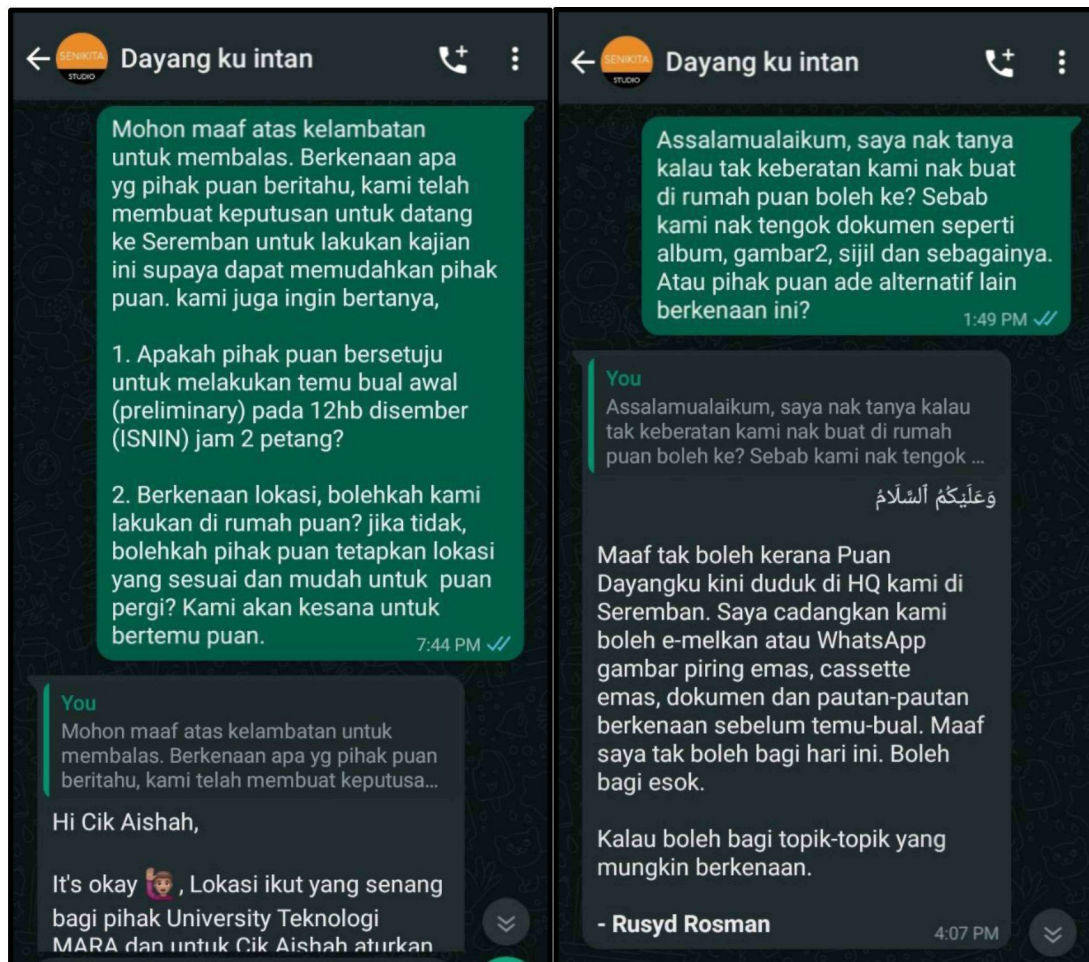 SENIKITA
STUDIO
Dayang ku intan
Mohon maaf atas kelambatan
untuk membalas. Berkenaan apa
yg pihak puan beritahu, kami telah
membuat keputusan untuk datang
ke Seremban untuk lakukan kajian
ini supaya dapat memudahkan pihak
puan. kami juga ingin bertanya,
1. Apakah pihak puan bersetuju
untuk melakukan temu bual awal
(preliminary) pada 12hb disember
(ISNIN) jam 2 petang?
2. Berkenaan lokasi, bolehkah kami
lakukan di rumah puan? jika tidak,
bolehkah pihak puan tetapkan lokasi
yang sesuai dan mudah untuk puan
pergi? Kami akan kesana untuk
bertemu puan.
7:44 PM
You
Mohon maaf atas kelambatan untuk
membalas. Berkenaan apa yg pihak puan
beritahu, kami telah membuat keputusa...
Hi Cik Aishah,
It's okay 🙋🏽‍♀️, Lokasi ikut yang senang
bagi pihak University Teknologi
MARA dan untuk Cik Aishah aturkan
SENIKITA
STUDIO
Dayang ku intan
Assalamualaikum, saya nak tanya
kalau tak keberatan kami nak buat
di rumah puan boleh ke? Sebab
kami nak tengok dokumen seperti
album, gambar2, sijil dan sebagainya.
Atau pihak puan ade alternatif lain
berkenaan ini?
1:49 PM
You
Assalamualaikum, saya nak tanya kalau
tak keberatan kami nak buat di rumah
puan boleh ke? Sebab kami nak tengok ...
وَعَلَيْكُمُ ٱلسَّلَامُ
Maaf tak boleh kerana Puan
Dayangku kini duduk di HQ kami di
Seremban. Saya cadangkan kami
boleh e-melkan atau WhatsApp
gambar piring emas, cassette
emas, dokumen dan pautan-pautan
berkenaan sebelum temu-bual. Maaf
saya tak boleh bagi hari ini. Boleh
bagi esok.
Kalau boleh bagi topik-topik yang
mungkin berkenaan.
- Rusyd Rosman
4:07 PM